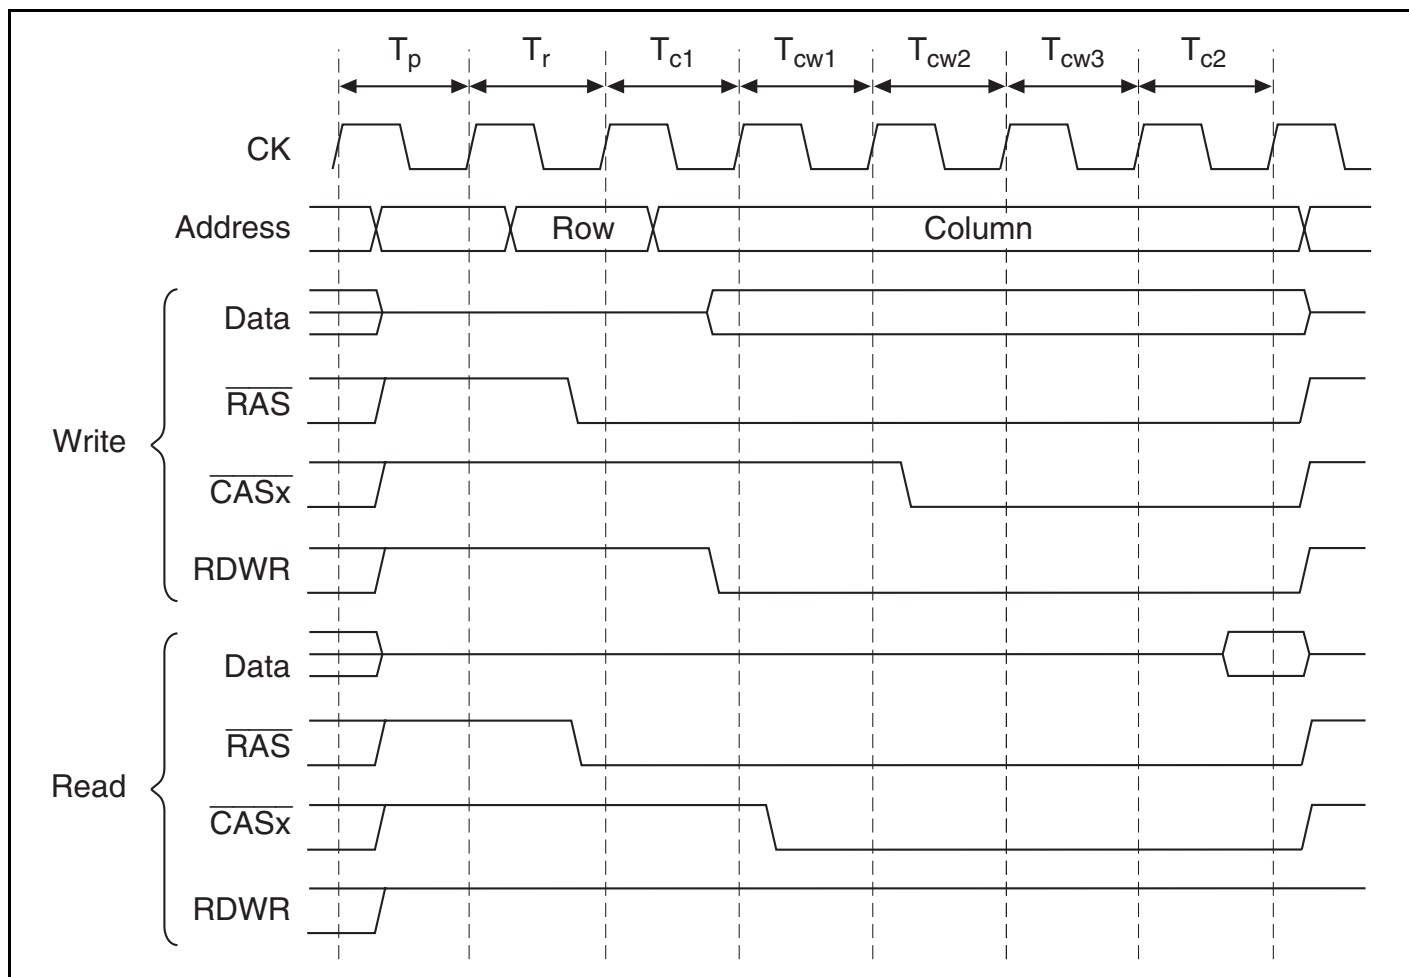 Tp Tr Tc1 Tcw1 Tcw2 Tcw3 Tc2
CK
Address Row Column
Data
RAS
Write
CASx
RDWR
Data
RAS
Read
CASx
RDWR